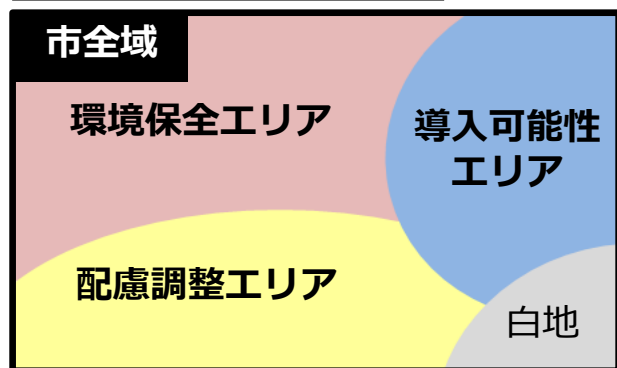 市全域
環境保全エリア
導入可能性
エリア
配慮調整エリア
白地